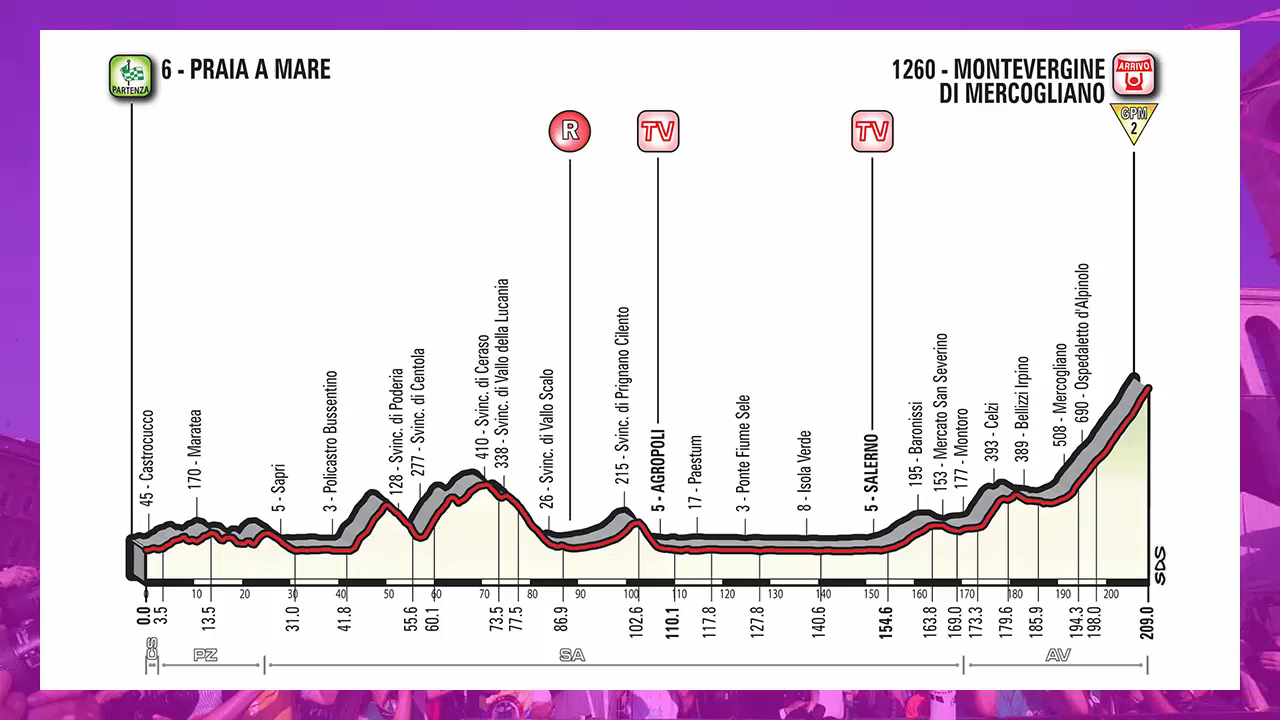 6 - PRAIA A MARE
PARTENZA
1260 - MONTEVERGINE
DI MERCOGLIANO
ARRIVO
GPM
2
R
TV
TV
45 - Castrocucco
170 - Maratea
5 - Sapri
3 - Policastro Bussentino
128 - Svinc. di Poderia
277 - Svinc. di Centola
410 - Svinc. di Ceraso
338 - Svinc. di Vallo della Lucania
26 - Svinc. di Vallo Scalo
215 - Svinc. di Prignano Cilento
5 - AGROPOLI
17 - Paestum
3 - Ponte Fiume Sele
8 - Isola Verde
5 - SALERNO
195 - Baronissi
153 - Mercato San Severino
177 - Montoro
393 - Celzi
389 - Bellizzi Irpino
508 - Mercogliano
690 - Ospedaletto d'Alpinolo
SDS
0 10 20 30 40 50 60 70 80 90 100 110 120 130 140 150 160 170 180 190 200
0.0 3.5 13.5 31.0 41.8 55.6 60.1 73.5 77.5 86.9 102.6 110.1 117.8 127.8 140.6 154.6 163.8 169.0 173.3 179.6 185.9 194.3 198.0 209.0
CS PZ SA AV